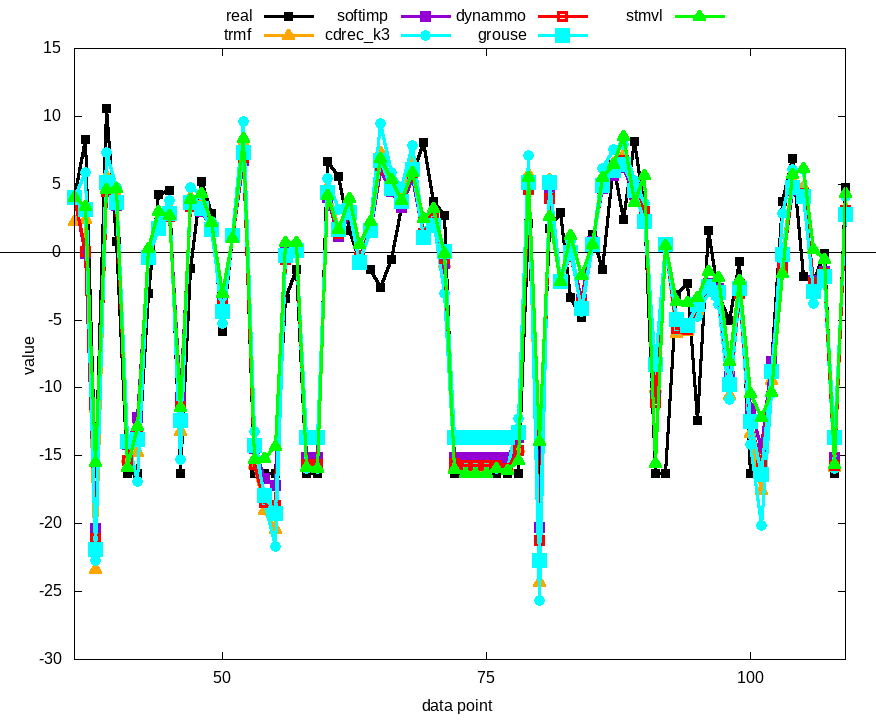 real softimp dynammo stmvl
trmf cdrec_k3 grouse
15
10
5
0
-5
-10
-15
-20
-25
-30
value
50 75 100
data point